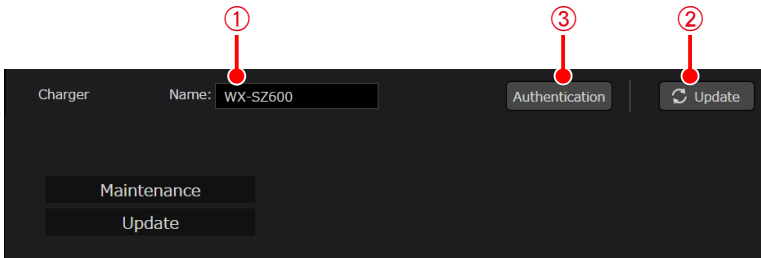 ① ③ ②
Charger Name: WX-SZ600 Authentication Update
Maintenance
Update